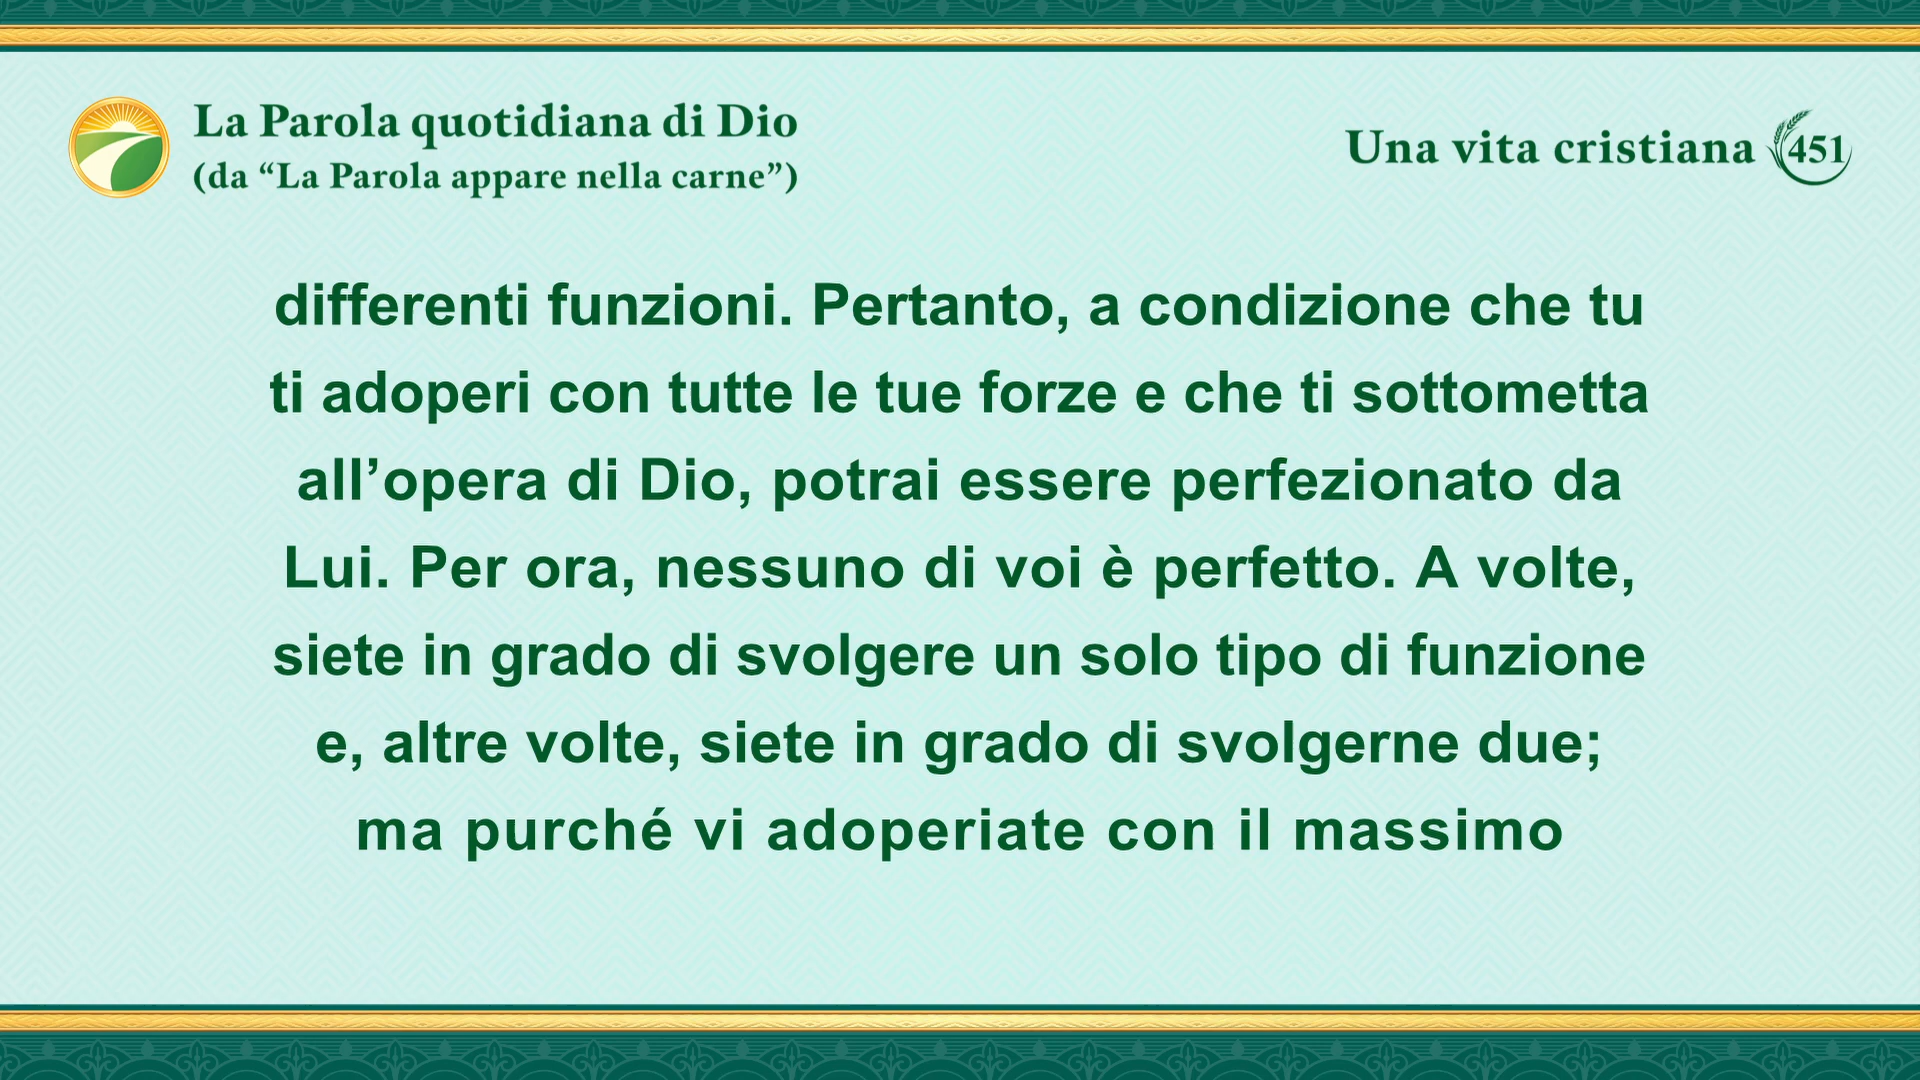 La Parola quotidiana di Dio
(da “La Parola appare nella carne”)
Una vita cristiana 451
differenti funzioni. Pertanto, a condizione che tu
ti adoperi con tutte le tue forze e che ti sottometta
all’opera di Dio, potrai essere perfezionato da
Lui. Per ora, nessuno di voi è perfetto. A volte,
siete in grado di svolgere un solo tipo di funzione
e, altre volte, siete in grado di svolgerne due;
ma purché vi adoperiate con il massimo